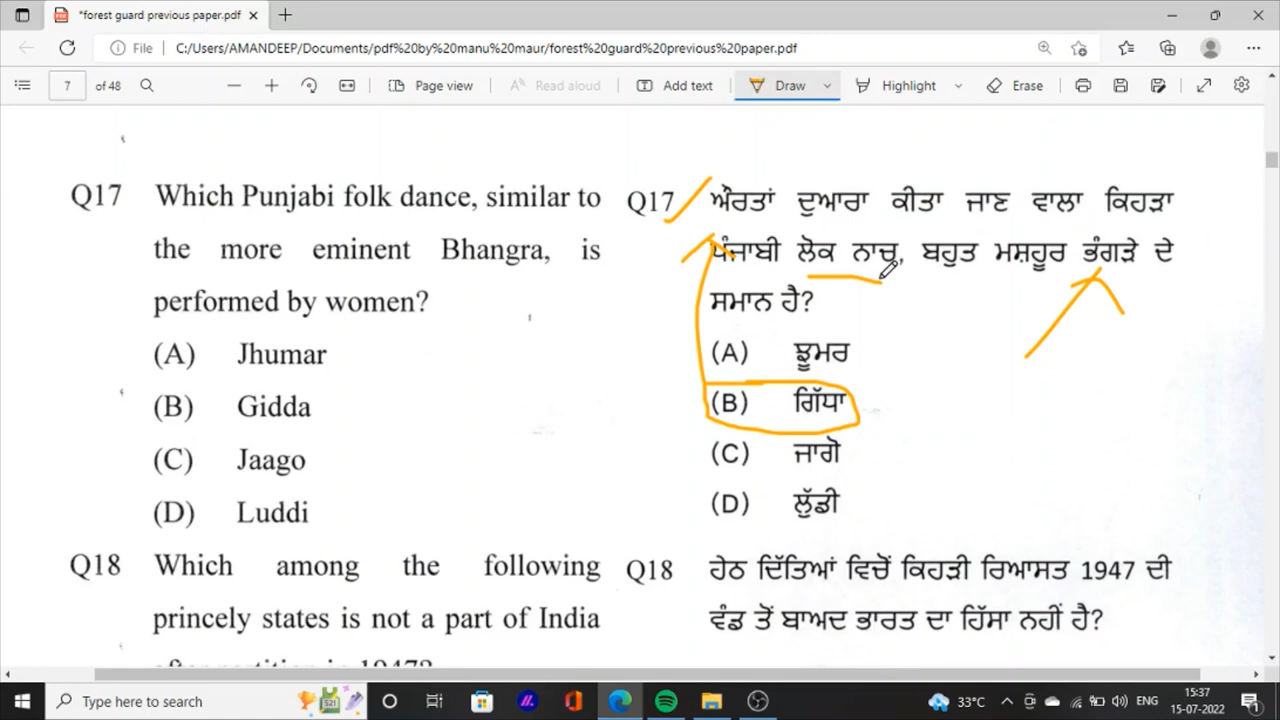 *forest guard previous paper.pdf
File C:/Users/AMANDEEP/Documents/pdf%20by%20manu%20maur/forest%20guard%20previous%20paper.pdf
7 of 48 Page view Read aloud Add text Draw Highlight Erase
Q17 Which Punjabi folk dance, similar to
the more eminent Bhangra, is
performed by women?
(A) Jhumar
(B) Gidda
(C) Jaago
(D) Luddi
Q18 Which among the following
princely states is not a part of India
after partition in 1947?
Q17 ਔਰਤਾਂ ਦੁਆਰਾ ਕੀਤਾ ਜਾਣ ਵਾਲਾ ਕਿਹੜਾ
ਪੰਜਾਬੀ ਲੋਕ ਨਾਚ, ਬਹੁਤ ਮਸ਼ਹੂਰ ਭੰਗੜੇ ਦੇ
ਸਮਾਨ ਹੈ?
(A) ਝੂਮਰ
(B) ਗਿੱਧਾ
(C) ਜਾਗੋ
(D) ਲੁੱਡੀ
Q18 ਹੇਠ ਦਿੱਤਿਆਂ ਵਿਚੋਂ ਕਿਹੜੀ ਰਿਆਸਤ 1947 ਦੀ
ਵੰਡ ਤੋਂ ਬਾਅਦ ਭਾਰਤ ਦਾ ਹਿੱਸਾ ਨਹੀਂ ਹੈ?
Type here to search
33°C
ENG
15:37
15-07-2022